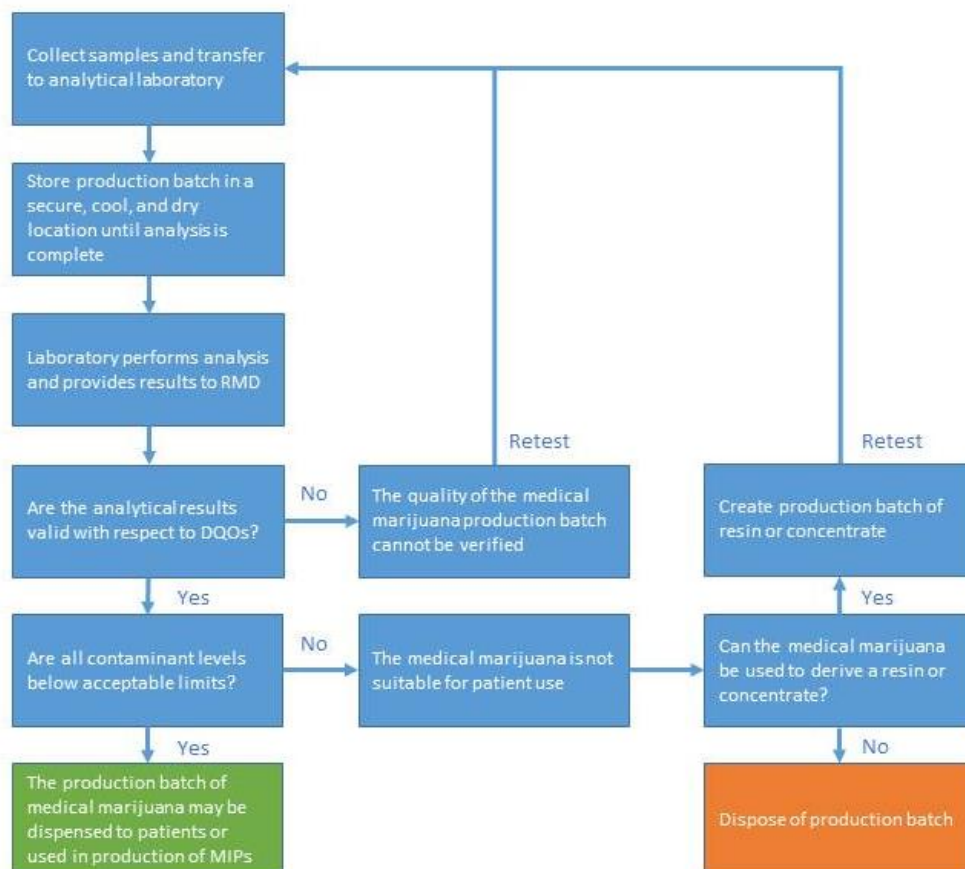 Collect samples and transfer
to analytical laboratory
Store production batch in a
secure, cool, and dry
location until analysis is
complete
Laboratory performs analysis
and provides results to RMD
Retest
Retest
Are the analytical results
valid with respect to DQOs?
No
The quality of the medical
marijuana production batch
cannot be verified
Create production batch of
resin or concentrate
Yes
Yes
Are all contaminant levels
below acceptable limits?
No
The medical marijuana is not
suitable for patient use
Can the medical marijuana
be used to derive a resin or
concentrate?
Yes
No
The production batch of
medical marijuana may be
dispensed to patients or
used in production of MIPs
Dispose of production batch